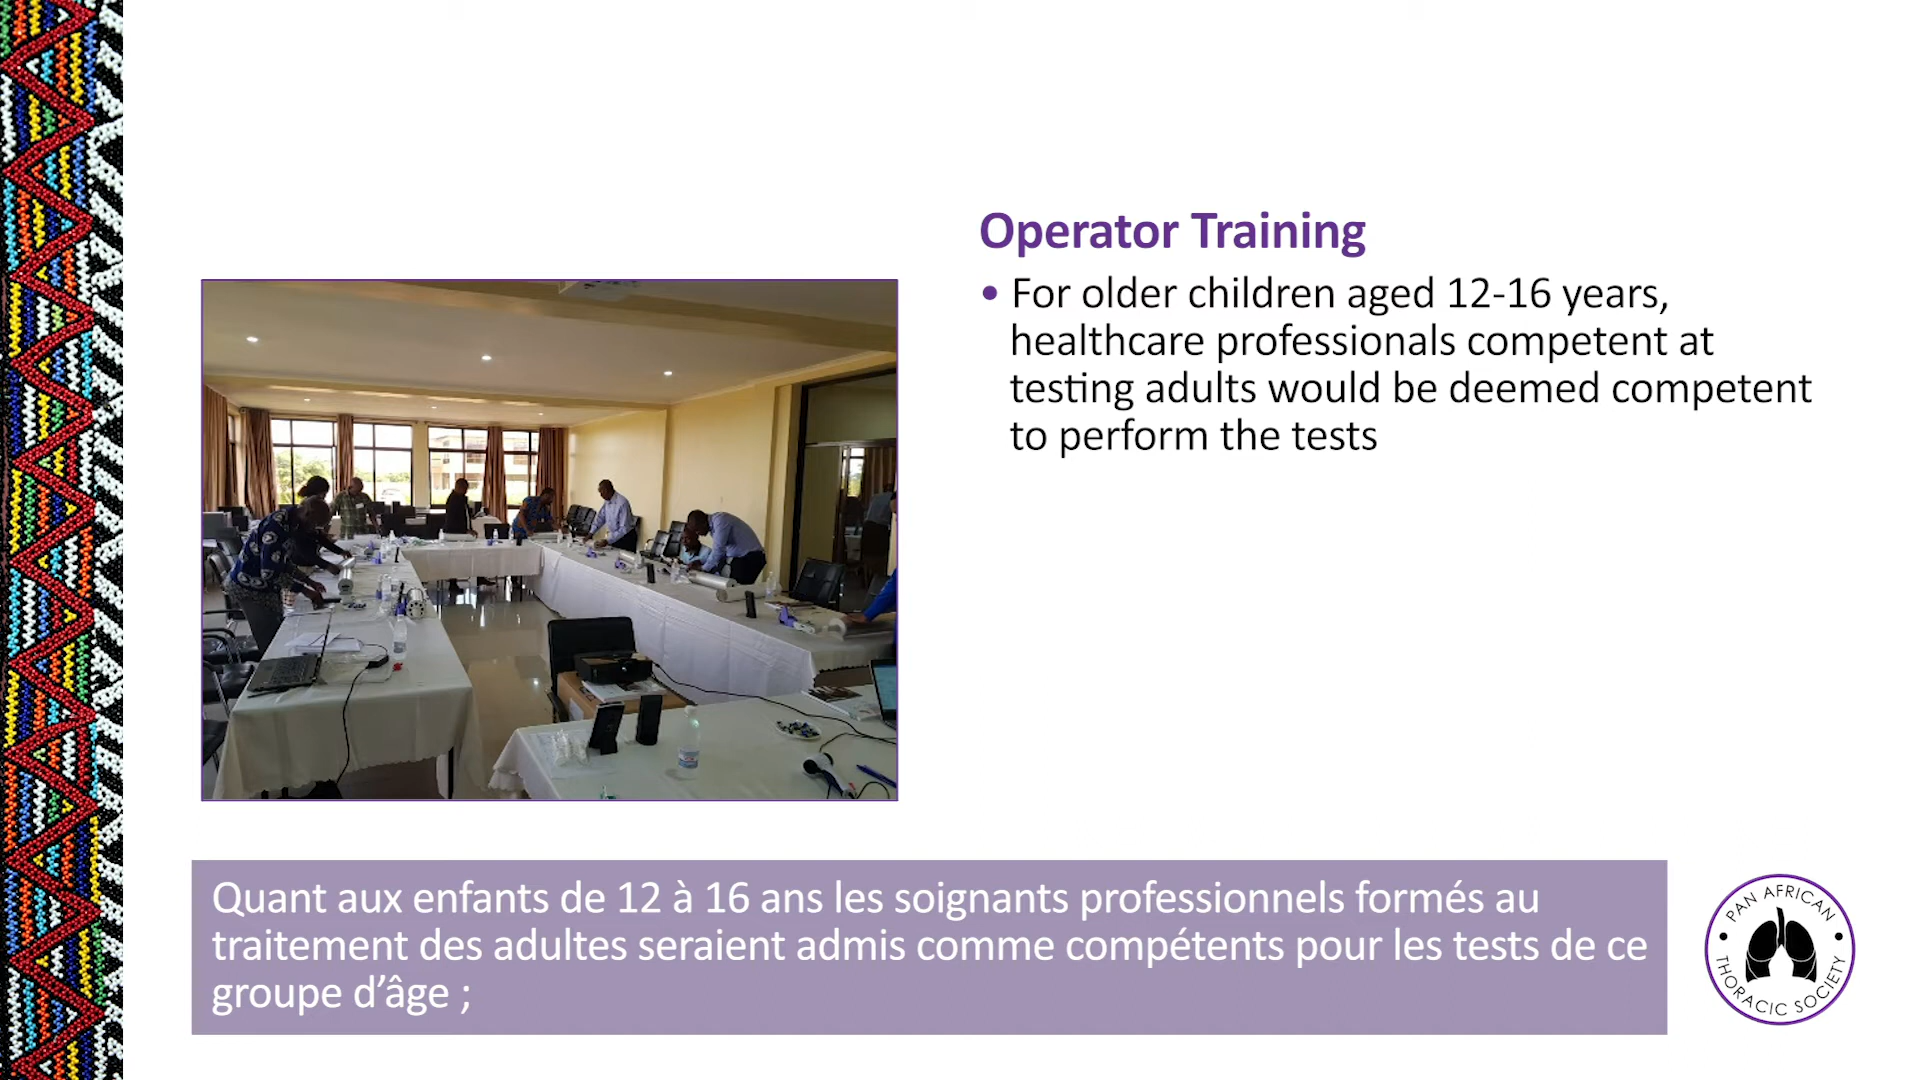 Operator Training
• For older children aged 12-16 years,
healthcare professionals competent at
testing adults would be deemed competent
to perform the tests
Quant aux enfants de 12 à 16 ans les soignants professionnels formés au
traitement des adultes seraient admis comme compétents pour les tests de ce
groupe d’âge ;
• PAN AFRICAN •
THORACIC SOCIETY